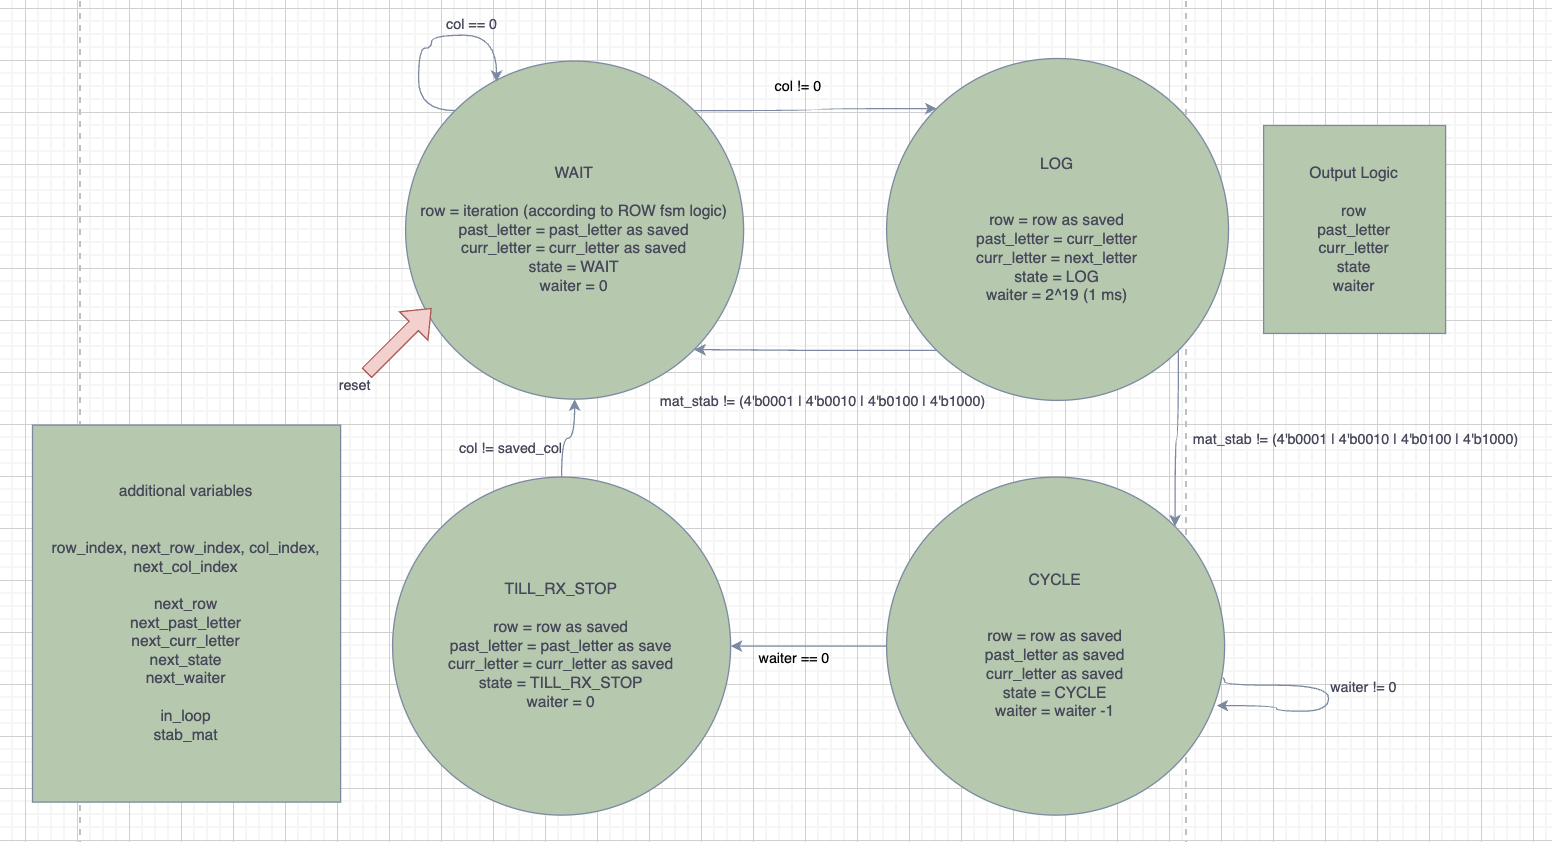 col == 0
col != 0
WAIT
row = iteration (according to ROW fsm logic)
past_letter = past_letter as saved
curr_letter = curr_letter as saved
state = WAIT
waiter = 0
LOG
row = row as saved
past_letter = curr_letter
curr_letter = next_letter
state = LOG
waiter = 2^19 (1 ms)
Output Logic
row
past_letter
curr_letter
state
waiter
reset
mat_stab != (4'b0001 | 4'b0010 | 4'b0100 | 4'b1000)
col != saved_col
mat_stab != (4'b0001 | 4'b0010 | 4'b0100 | 4'b1000)
additional variables
row_index, next_row_index, col_index,
next_col_index
next_row
next_past_letter
next_curr_letter
next_state
next_waiter
in_loop
stab_mat
TILL_RX_STOP
row = row as saved
past_letter = past_letter as save
curr_letter = curr_letter as saved
state = TILL_RX_STOP
waiter = 0
waiter == 0
CYCLE
row = row as saved
past_letter as saved
curr_letter as saved
state = CYCLE
waiter = waiter -1
waiter != 0